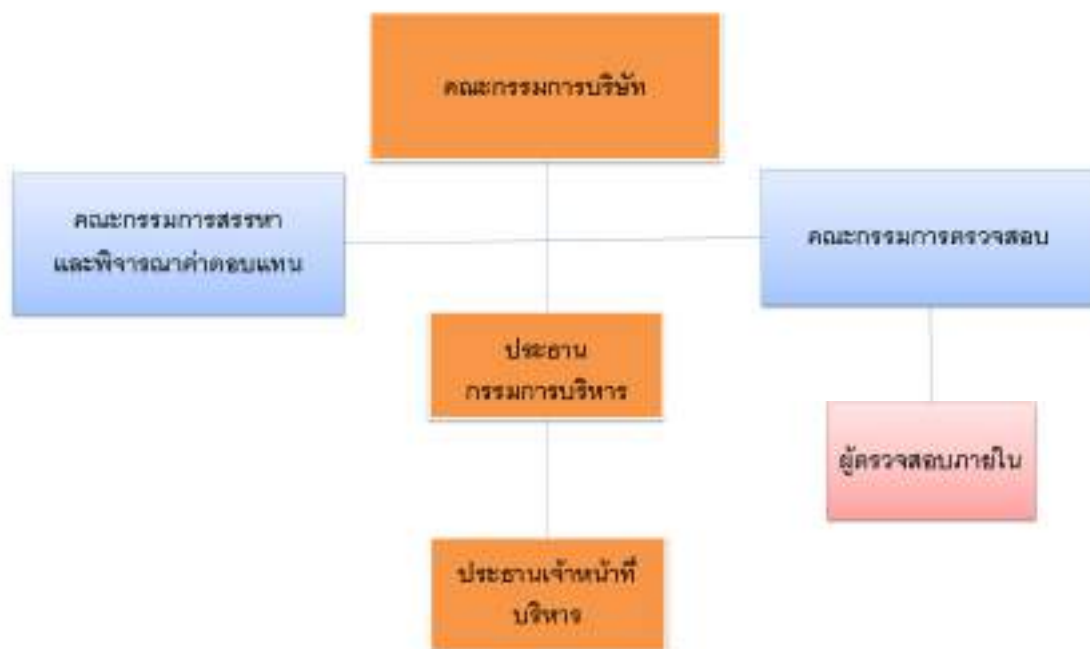 คณะกรรมการบริษัท
คณะกรรมการสรรหา
และพิจารณาค่าตอบแทน
คณะกรรมการตรวจสอบ
ประธาน
กรรมการบริหาร
ผู้ตรวจสอบภายใน
ประธานเจ้าหน้าที่
บริหาร